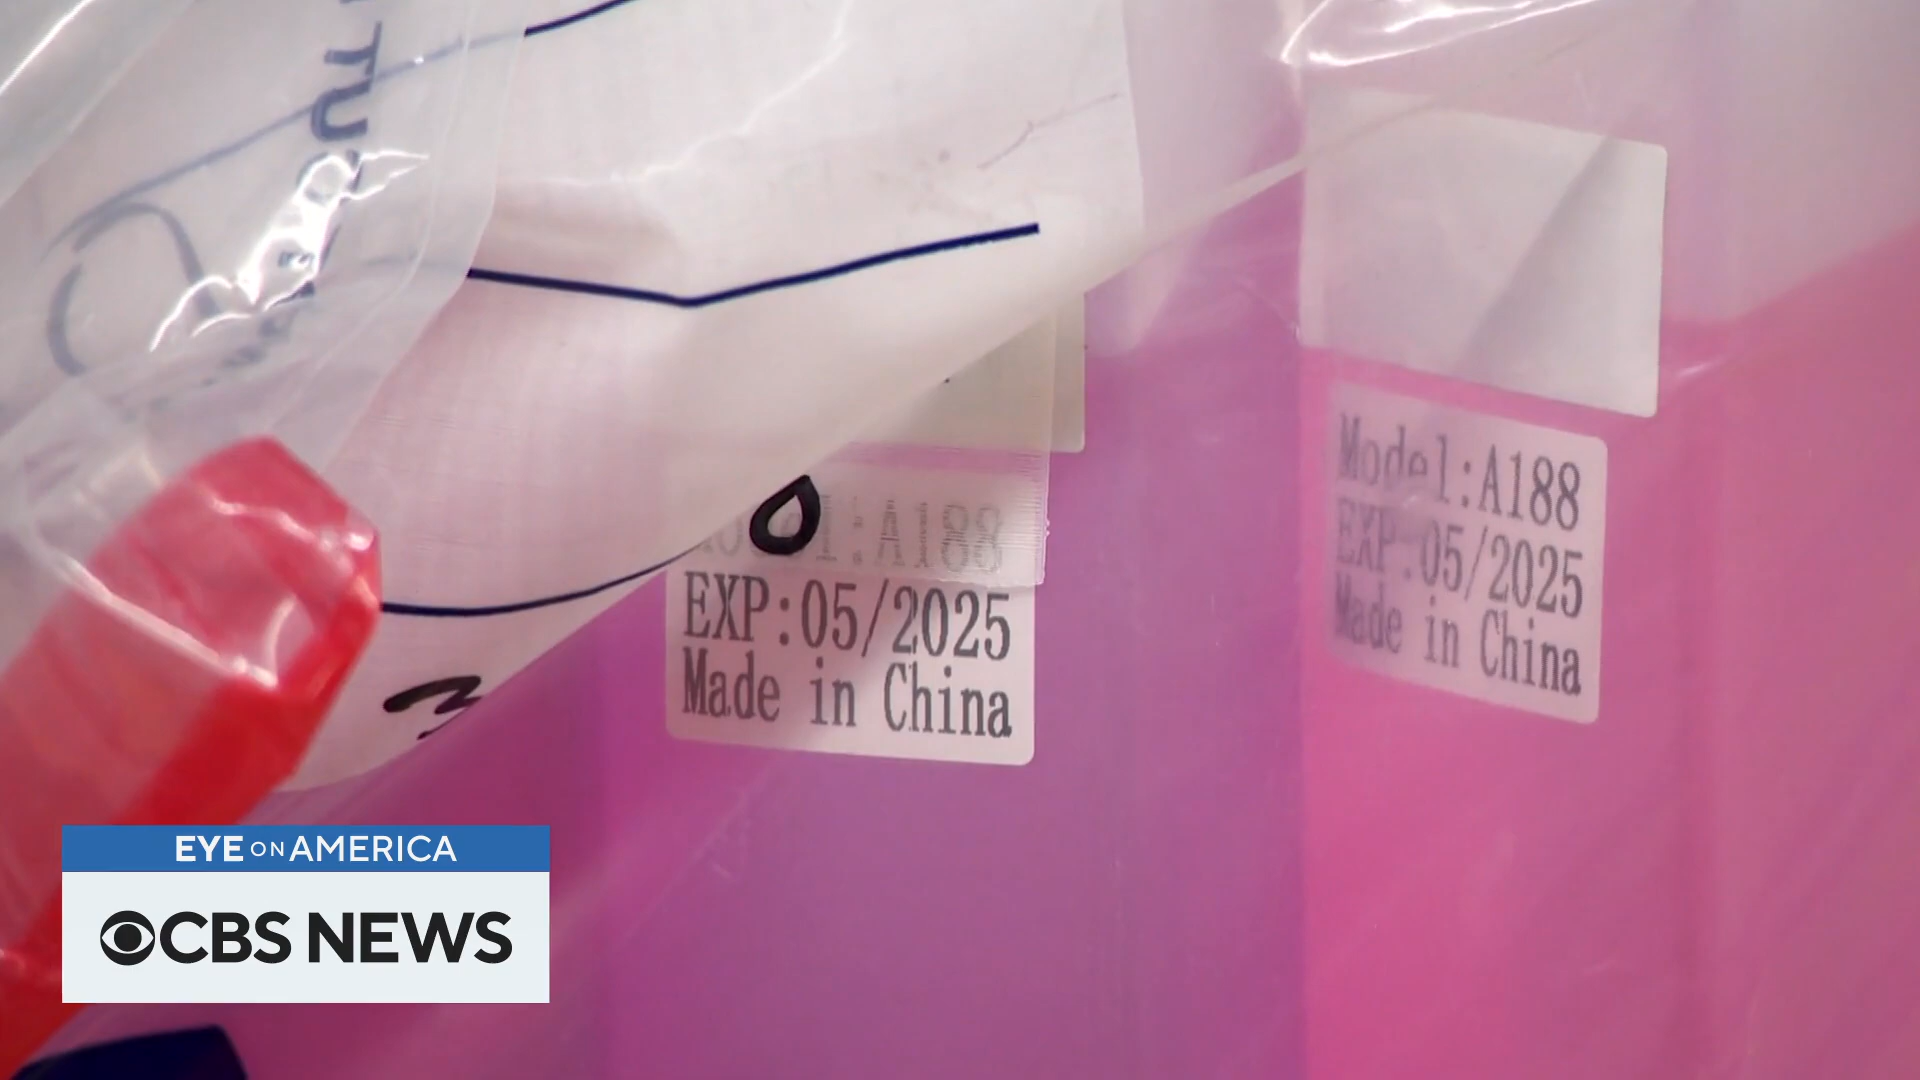 Model:A188
EXP:05/2025
Made in China
Model:A188
EXP:05/2025
Made in China
EYE ON AMERICA
CBS NEWS